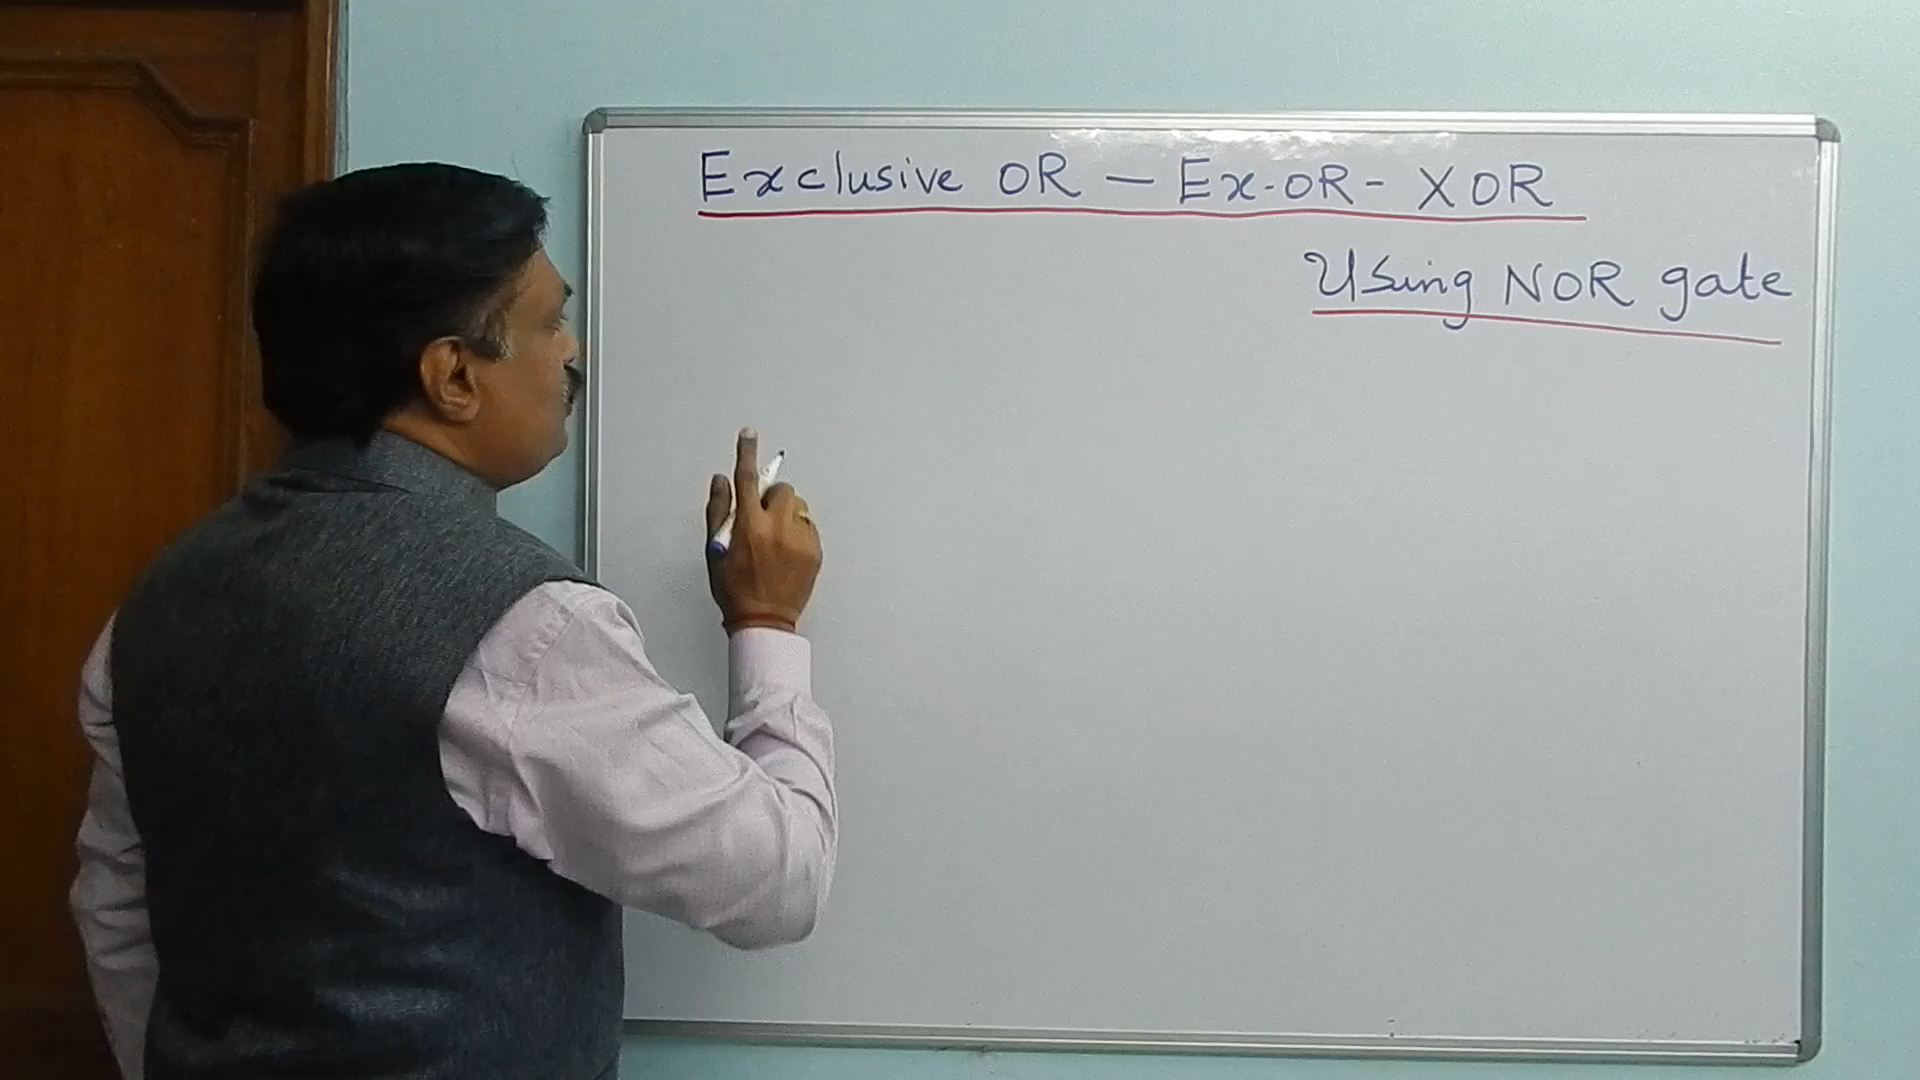 Exclusive OR — Ex-OR- XOR
Using NOR gate